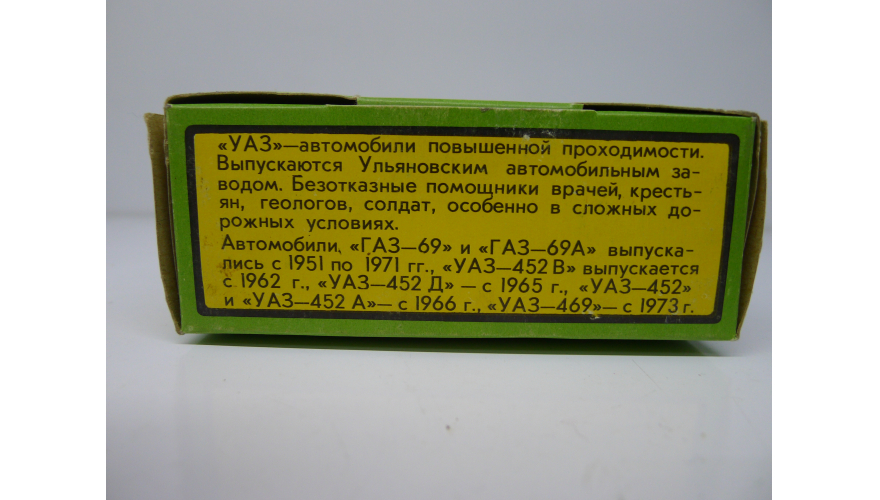 «УАЗ»—автомобили повышенной проходимости.
Выпускаются Ульяновским автомобильным за-
водом. Безотказные помощники врачей, кресть-
ян, геологов, солдат, особенно в сложных до-
рожных условиях.
Автомобили, «ГАЗ—69» и «ГАЗ—69А» выпуска-
лись с 1951 по 1971 гг., «УАЗ—452 В» выпускается
с 1962 г., «УАЗ—452 Д» — с 1965 г., «УАЗ—452»
и «УАЗ—452 А»— с 1966 г., «УАЗ—469»— с 1973 г.